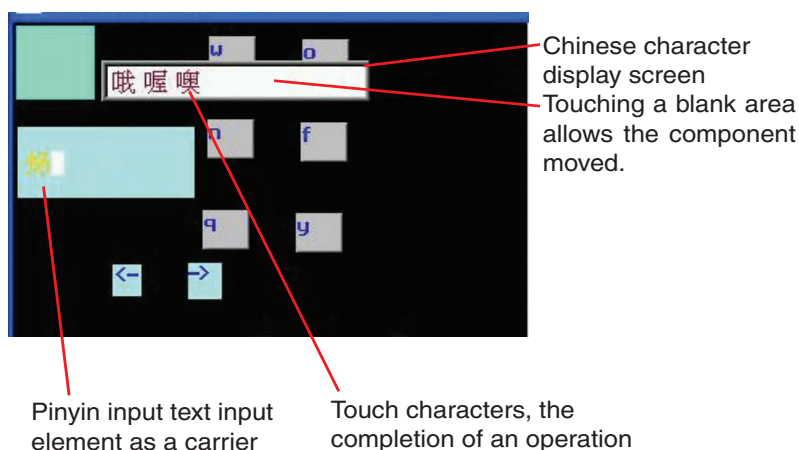 w o
哦 喔 噢
n f
q y
<- ->
Chinese character
display screen
Touching a blank area
allows the component
moved.
Pinyin input text input
element as a carrier
Touch characters, the
completion of an operation